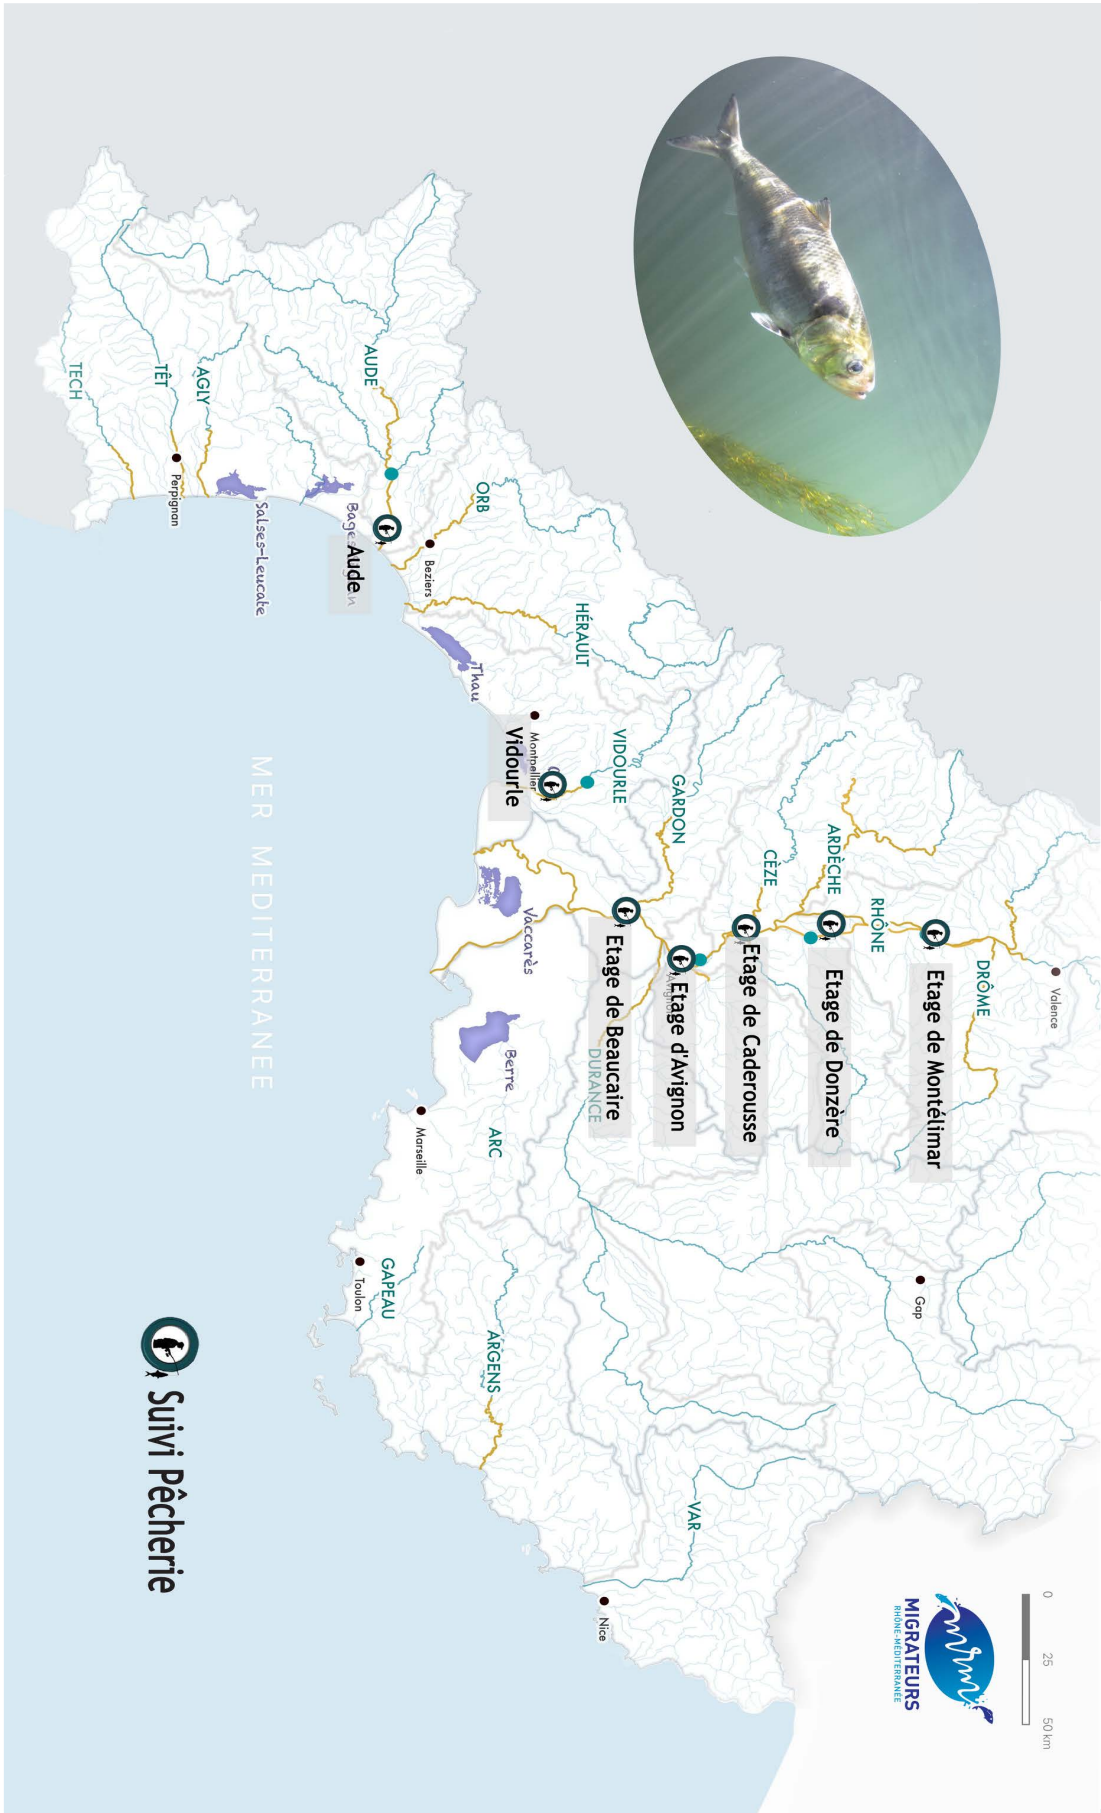 Valence
0 25 50 km
DRÔME
Etage de Montélimar
Gap
MIGRATEURS
RHÔNE-MÉDITERRANÉE
RHÔNE
ARDÈCHE
Etage de Donzère
CÈZE
Etage de Caderousse
GARDON
Etage d'Avignon
VAR
VIDOURLE
Etage de Beaucaire
DURANCE
Nice
HÉRAULT
Montpellier
Vidourle
Vaccarès
Berre
ARC
ARGENS
ORB
Thau
Beziers
Marseille
GAPEAU
Toulon
AUDE
Aude
MER MEDITERRANEE
Salses-Leucate
AGLY
TÊT
Perpignan
TECH
Suivi Pêcherie